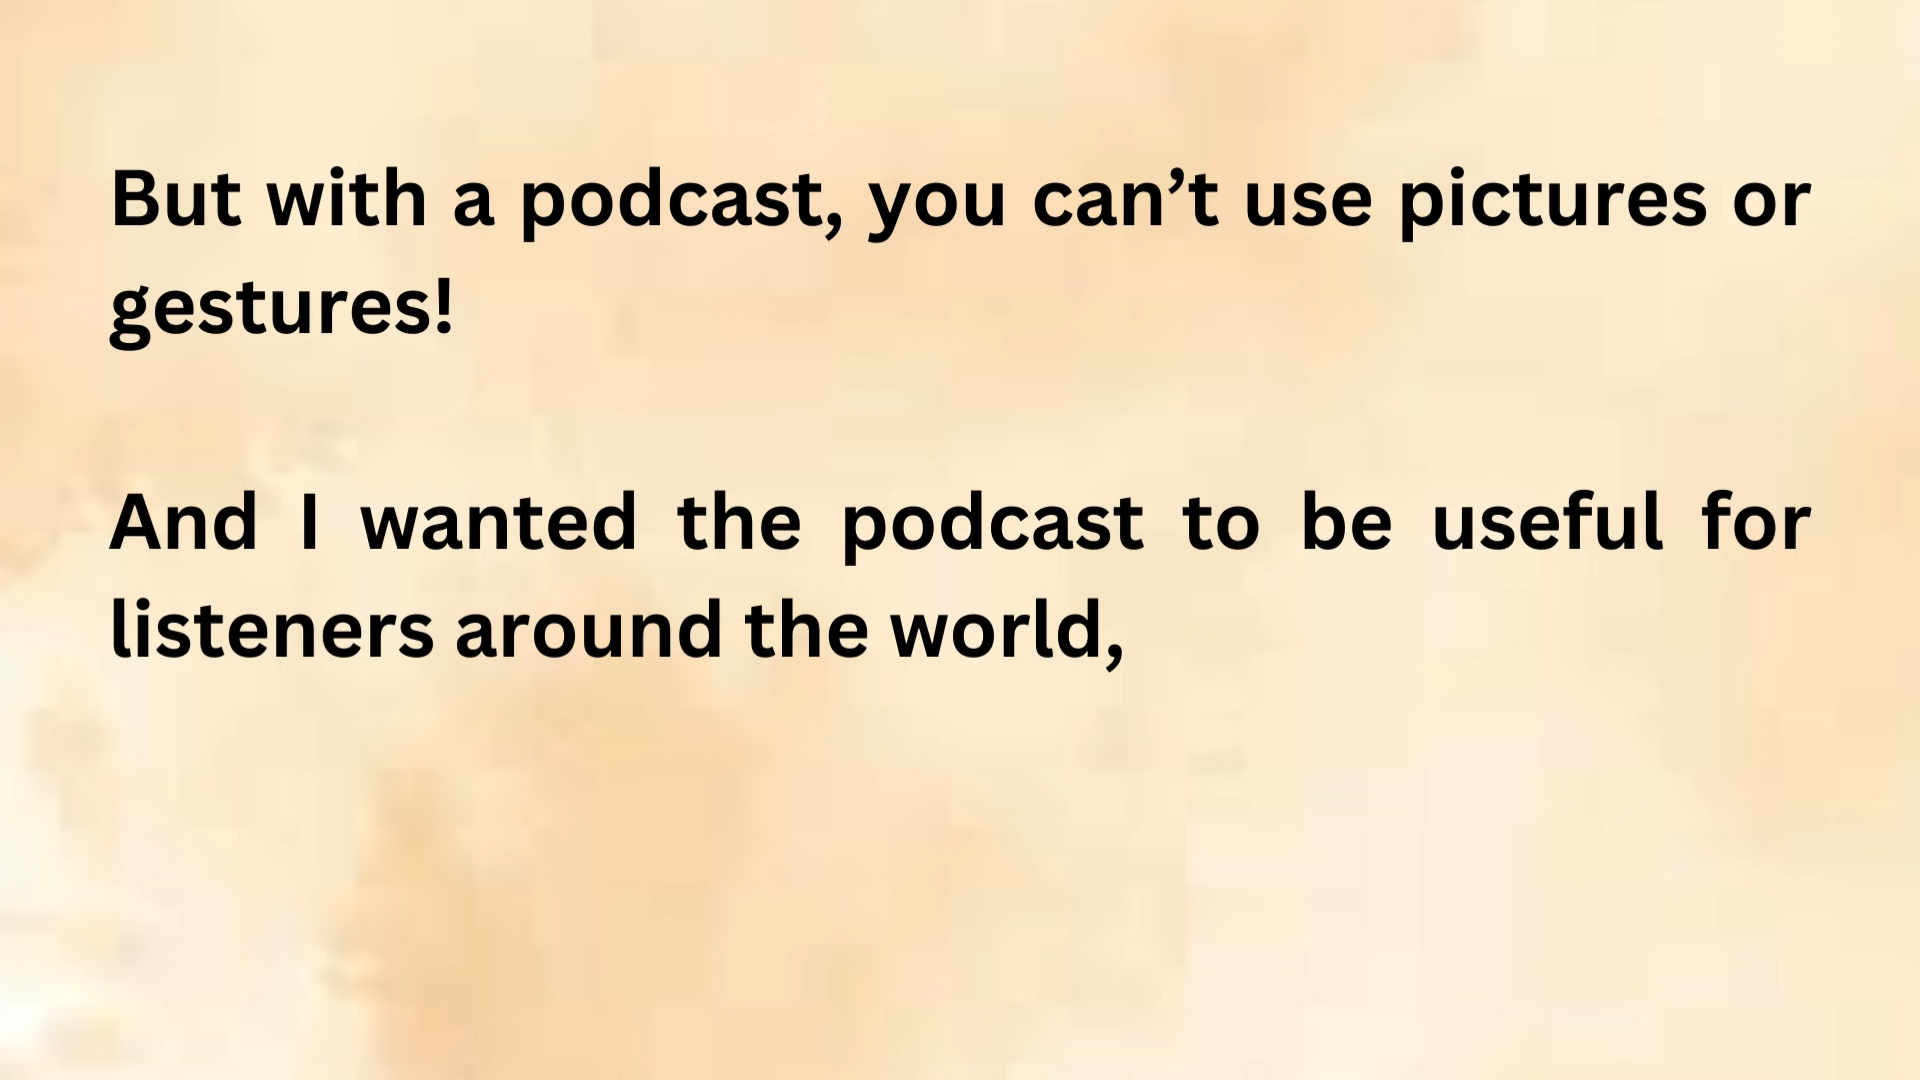 But with a podcast, you can’t use pictures or
gestures!
And I wanted the podcast to be useful for
listeners around the world,